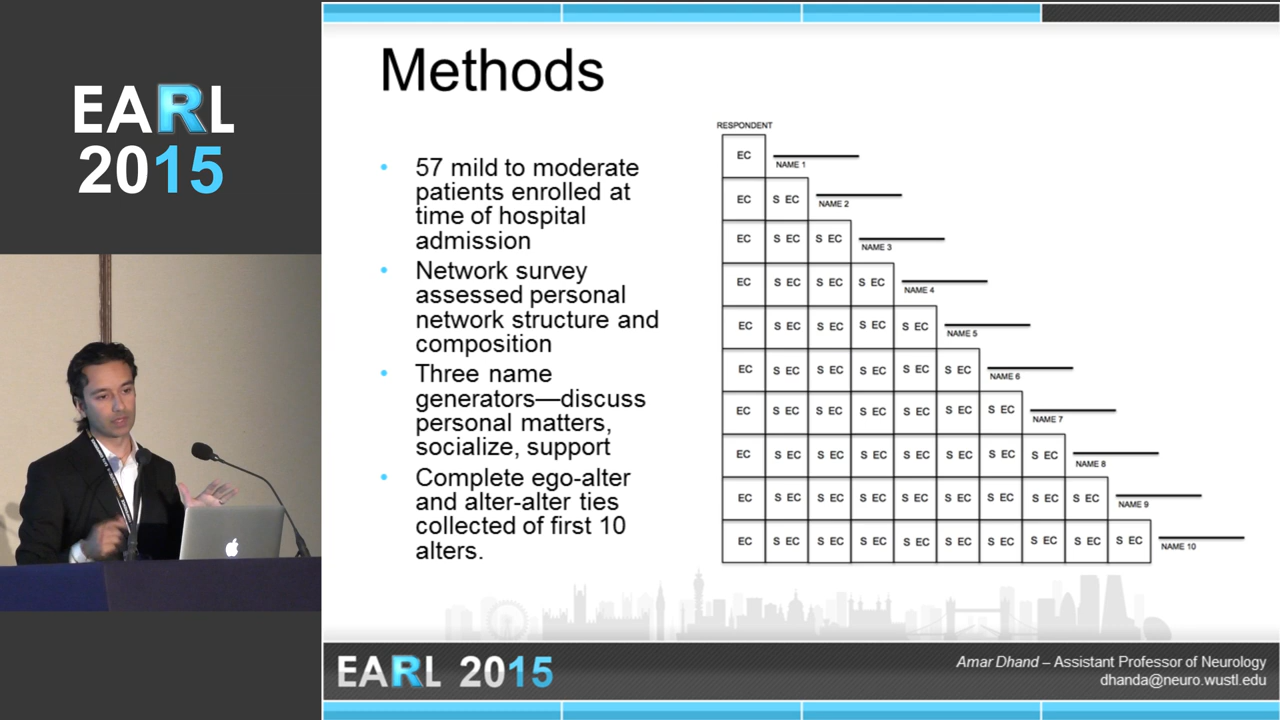 EARL
2015
Methods
• 57 mild to moderate
patients enrolled at
time of hospital
admission
• Network survey
assessed personal
network structure and
composition
• Three name
generators—discuss
personal matters,
socialize, support
• Complete ego-alter
and alter-alter ties
collected of first 10
alters.
RESPONDENT
EC
NAME 1
EC S EC
NAME 2
EC S EC S EC
NAME 3
EC S EC S EC S EC
NAME 4
EC S EC S EC S EC S EC
NAME 5
EC S EC S EC S EC S EC S EC
NAME 6
EC S EC S EC S EC S EC S EC S EC
NAME 7
EC S EC S EC S EC S EC S EC S EC S EC
NAME 8
EC S EC S EC S EC S EC S EC S EC S EC S EC
NAME 9
EC S EC S EC S EC S EC S EC S EC S EC S EC S EC
NAME 10
EARL 2015
Amar Dhand – Assistant Professor of Neurology
dhanda@neuro.wustl.edu